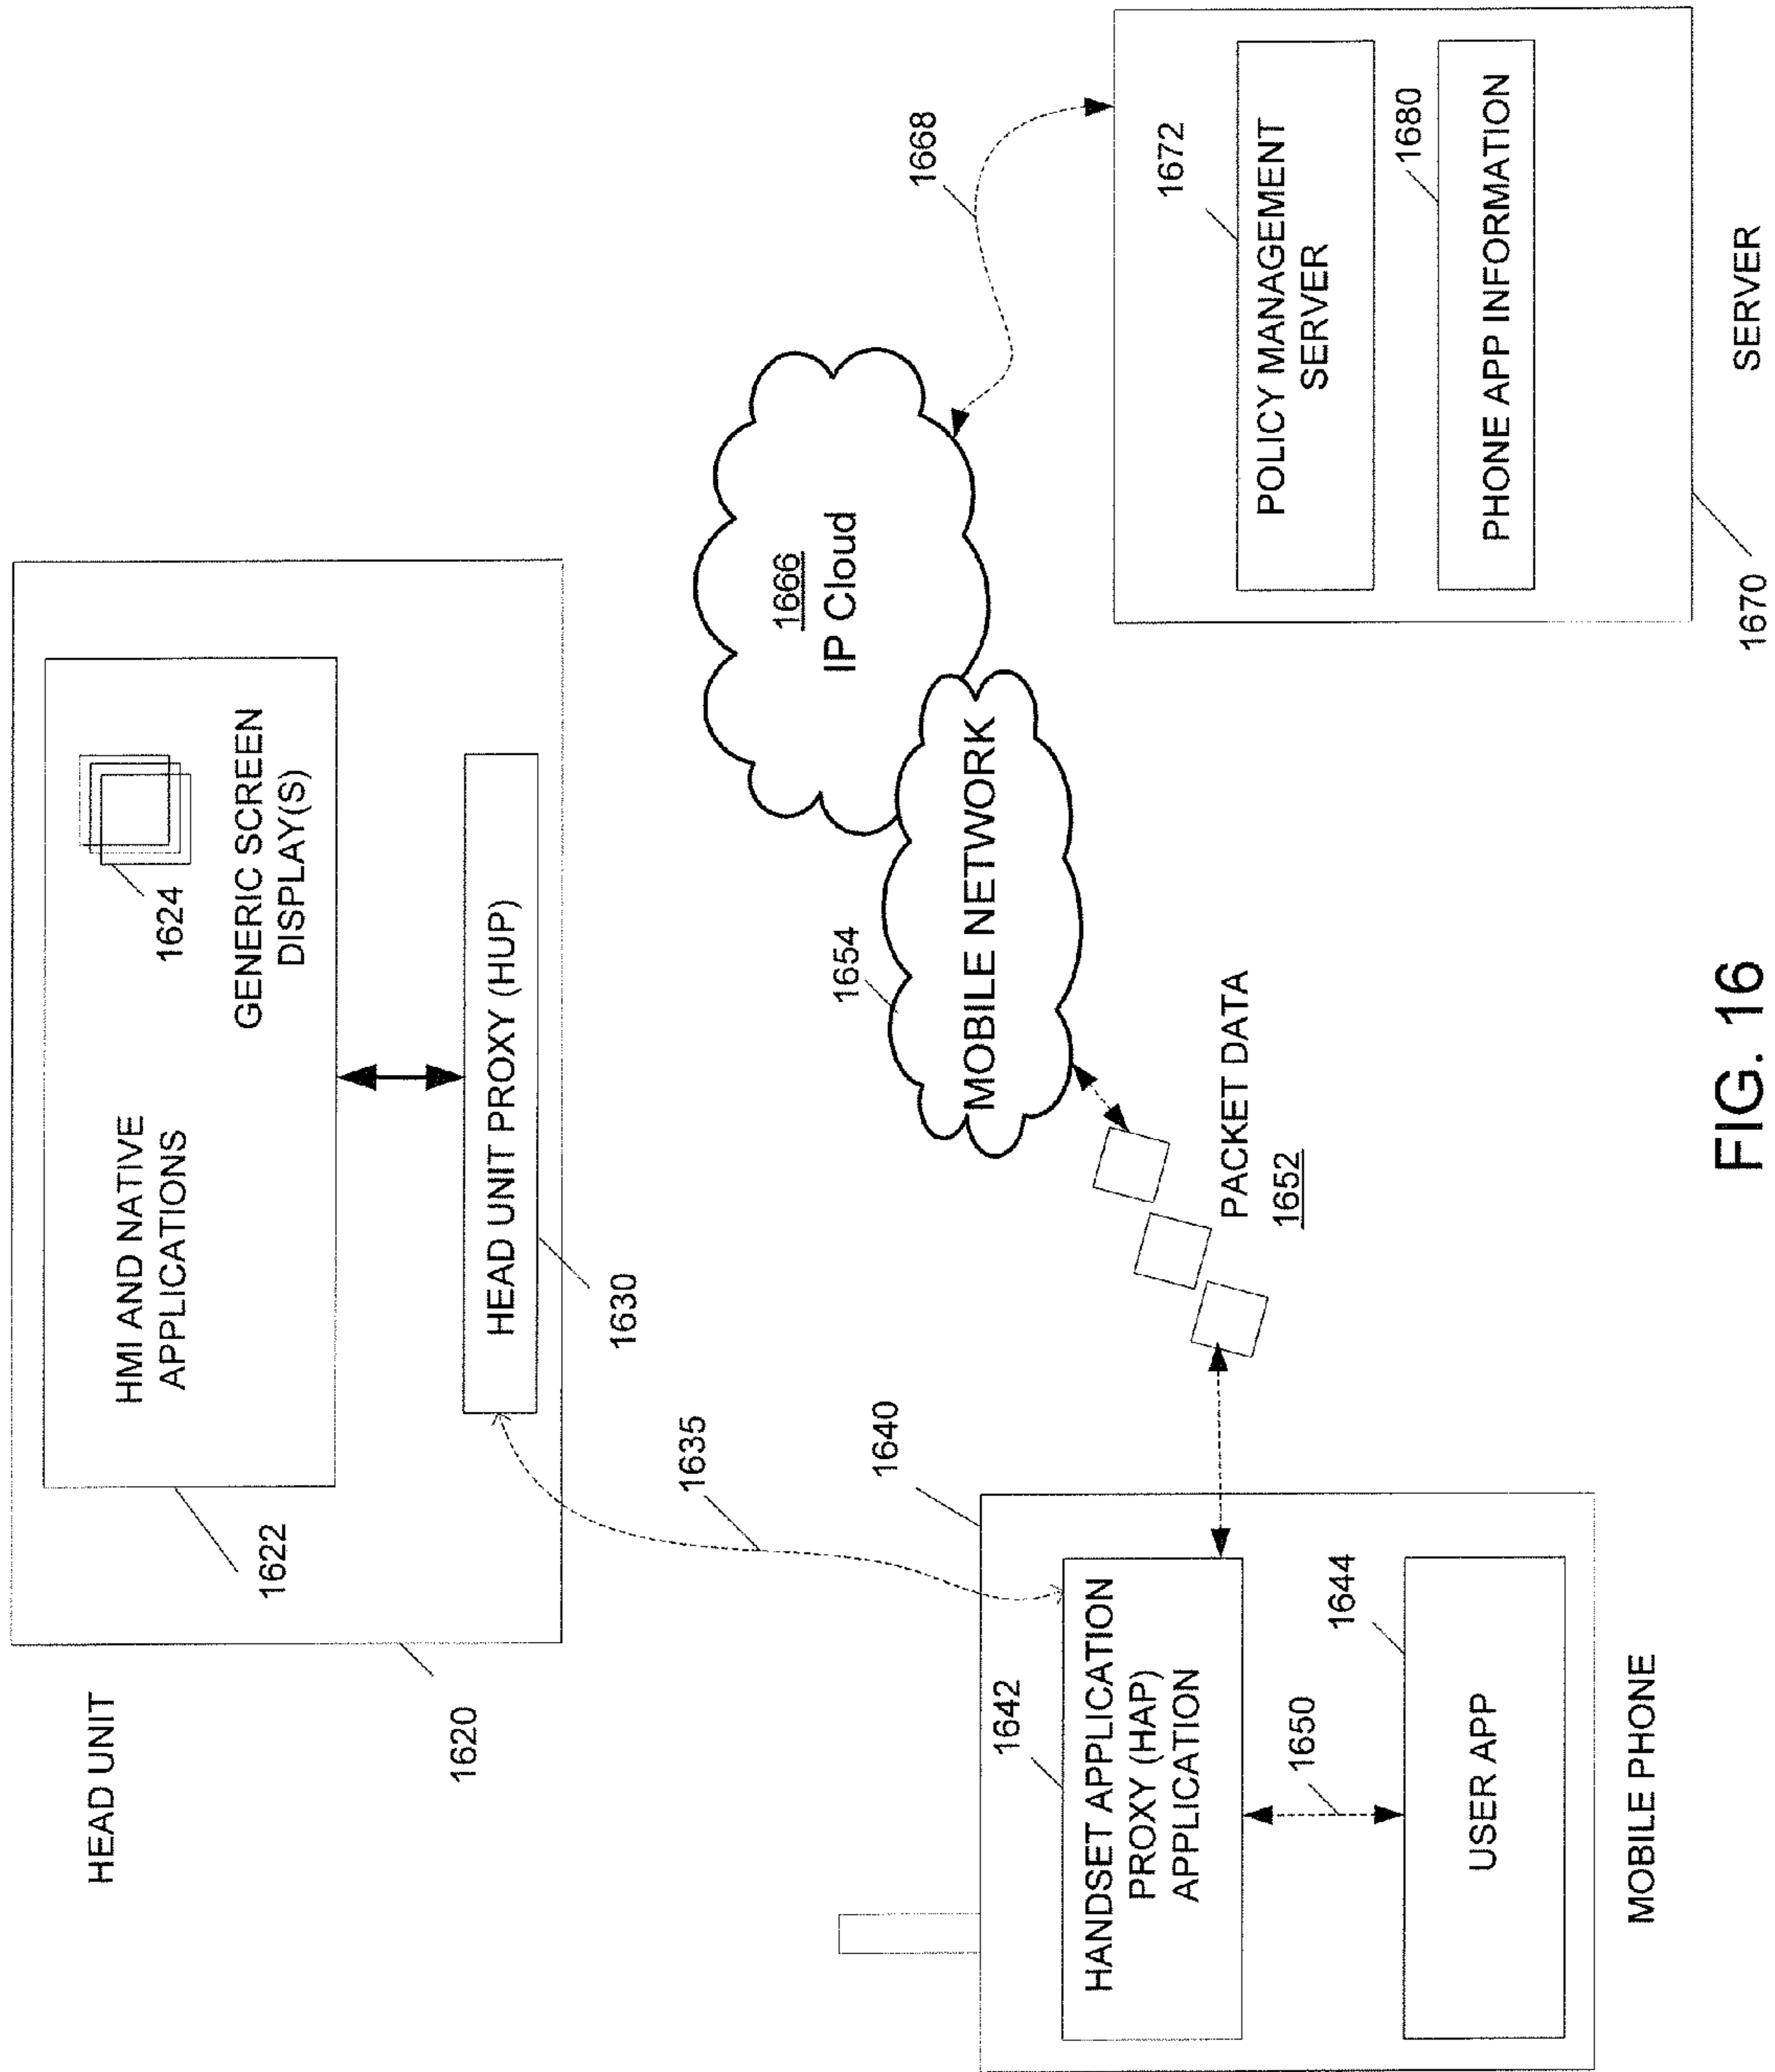 HEAD UNIT
HMI AND NATIVE
APPLICATIONS
1624
GENERIC SCREEN
DISPLAY(S)
1622
HEAD UNIT PROXY (HUP)
1620
1630
1635
1640
1642
HANDSET APPLICATION
PROXY (HAP)
APPLICATION
1650
1644
USER APP
MOBILE PHONE
PACKET DATA
1652
1654
MOBILE NETWORK
1666
IP Cloud
1668
1672
POLICY MANAGEMENT
SERVER
1680
PHONE APP INFORMATION
1670
SERVER
FIG. 16